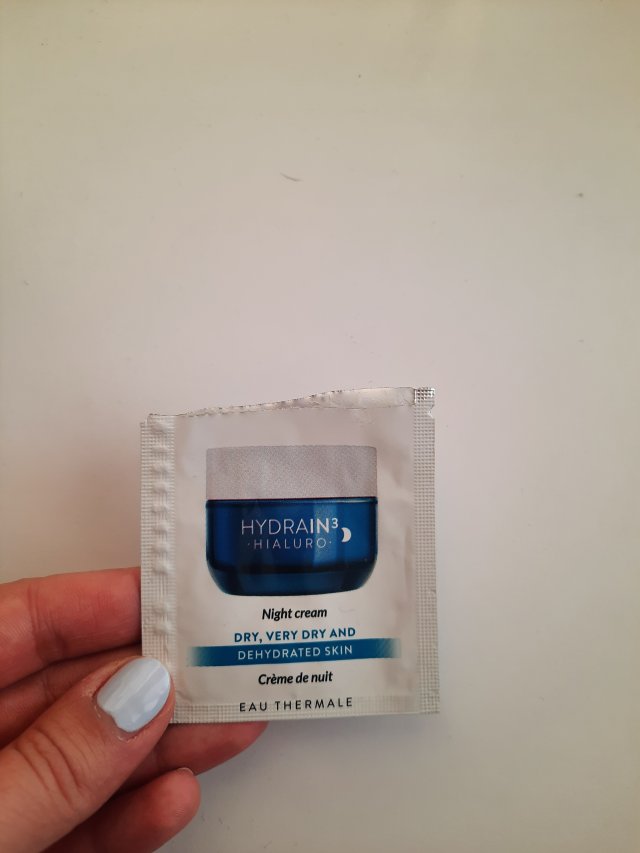 HYDRAIN³
·HIALURO·
Night cream
DRY, VERY DRY AND
DEHYDRATED SKIN
Crème de nuit
EAU THERMALE